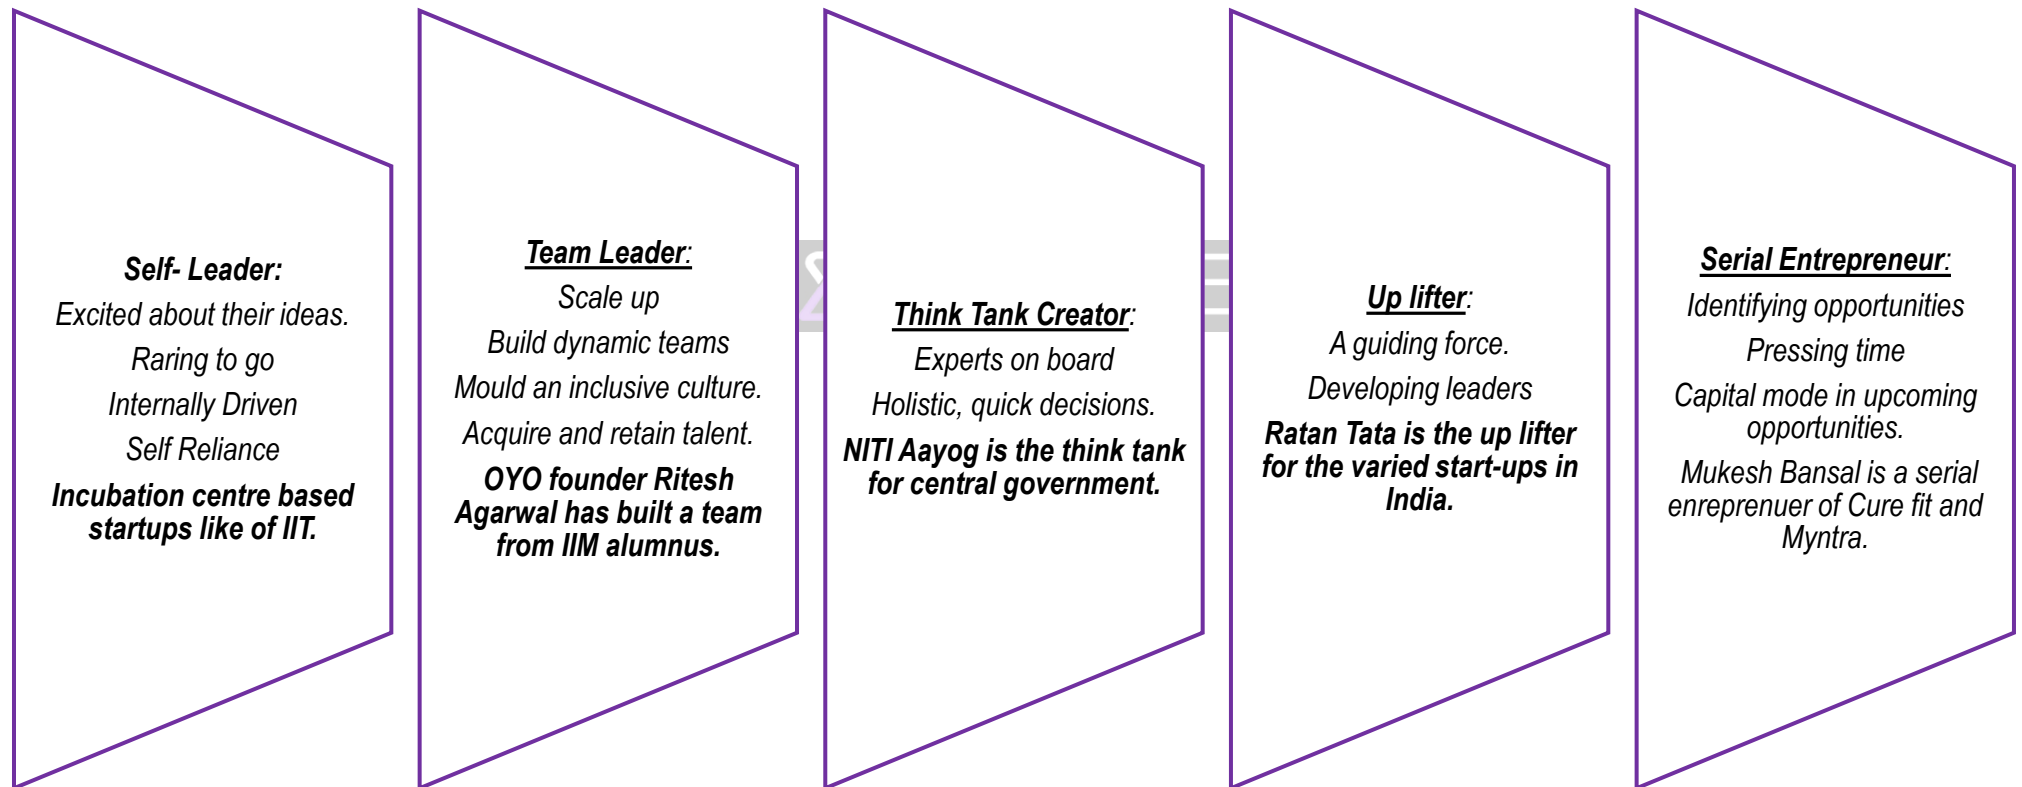 Self- Leader:
Excited about their ideas.
Raring to go
Internally Driven
Self Reliance
Incubation centre based
startups like of IIT.
Team Leader:
Scale up
Build dynamic teams
Mould an inclusive culture.
Acquire and retain talent.
OYO founder Ritesh
Agarwal has built a team
from IIM alumnus.
Think Tank Creator:
Experts on board
Holistic, quick decisions.
NITI Aayog is the think tank
for central government.
Up lifter:
A guiding force.
Developing leaders
Ratan Tata is the up lifter
for the varied start-ups in
India.
Serial Entrepreneur:
Identifying opportunities
Pressing time
Capital mode in upcoming
opportunities.
Mukesh Bansal is a serial
enreprenuer of Cure fit and
Myntra.